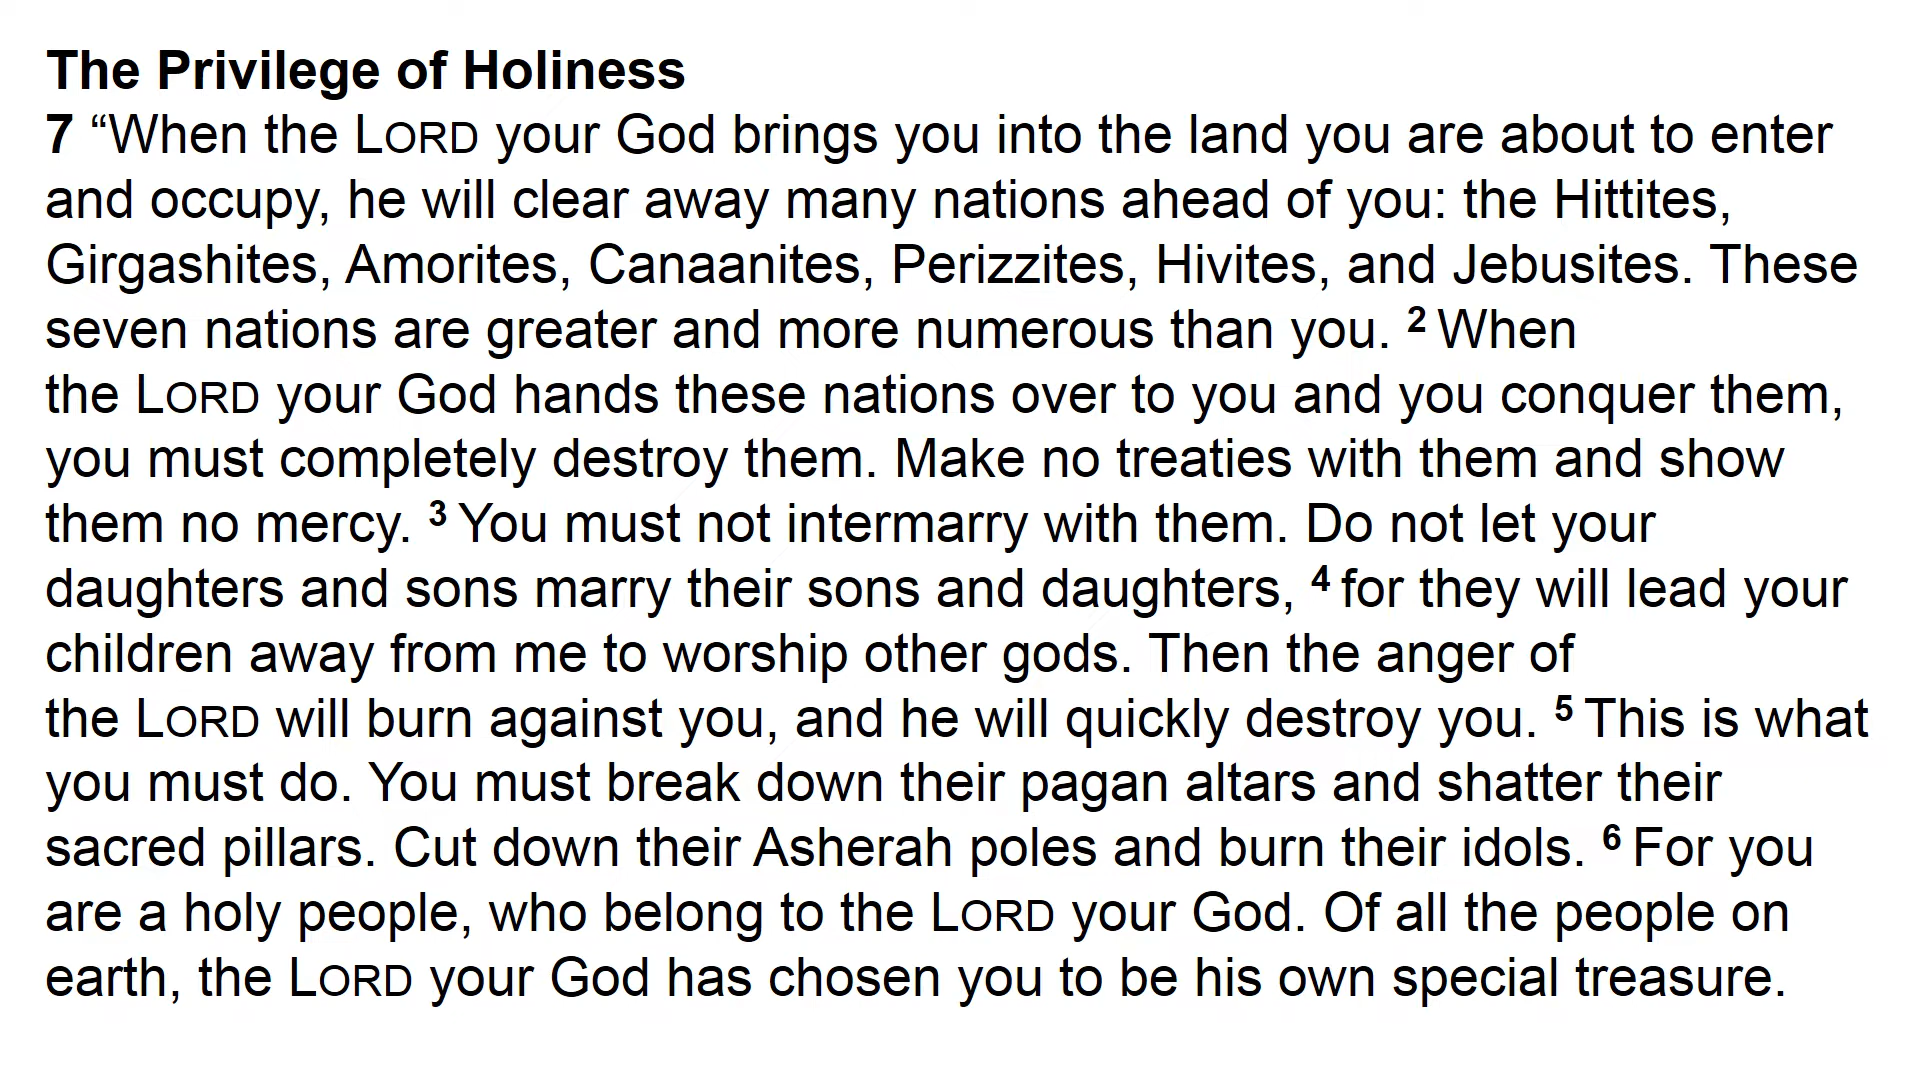 The Privilege of Holiness
7 “When the LORD your God brings you into the land you are about to enter
and occupy, he will clear away many nations ahead of you: the Hittites,
Girgashites, Amorites, Canaanites, Perizzites, Hivites, and Jebusites. These
seven nations are greater and more numerous than you. 2 When
the LORD your God hands these nations over to you and you conquer them,
you must completely destroy them. Make no treaties with them and show
them no mercy. 3 You must not intermarry with them. Do not let your
daughters and sons marry their sons and daughters, 4 for they will lead your
children away from me to worship other gods. Then the anger of
the LORD will burn against you, and he will quickly destroy you. 5 This is what
you must do. You must break down their pagan altars and shatter their
sacred pillars. Cut down their Asherah poles and burn their idols. 6 For you
are a holy people, who belong to the LORD your God. Of all the people on
earth, the LORD your God has chosen you to be his own special treasure.